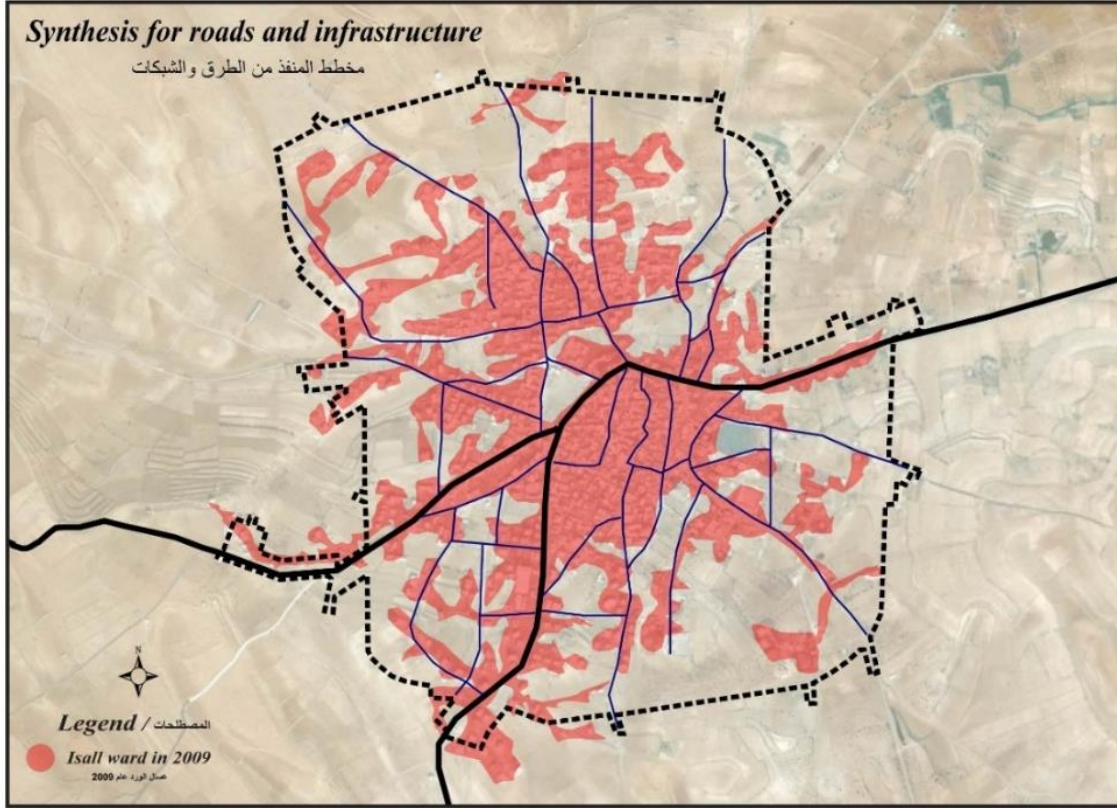 Synthesis for roads and infrastructure
مخطط المنفذ من الطرق والشبكات
N
Legend / المصطلحات
Isall ward in 2009
عسال الورد عام 2009